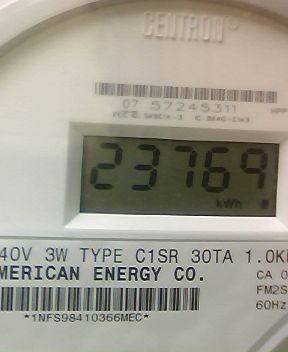 CENTRON®
07 57245311
23769
kWh
40V 3W TYPE C1SR 30TA 1.0K
MERICAN ENERGY CO.
CA 0
FM2S
60Hz
*1NFS98410366MEC*